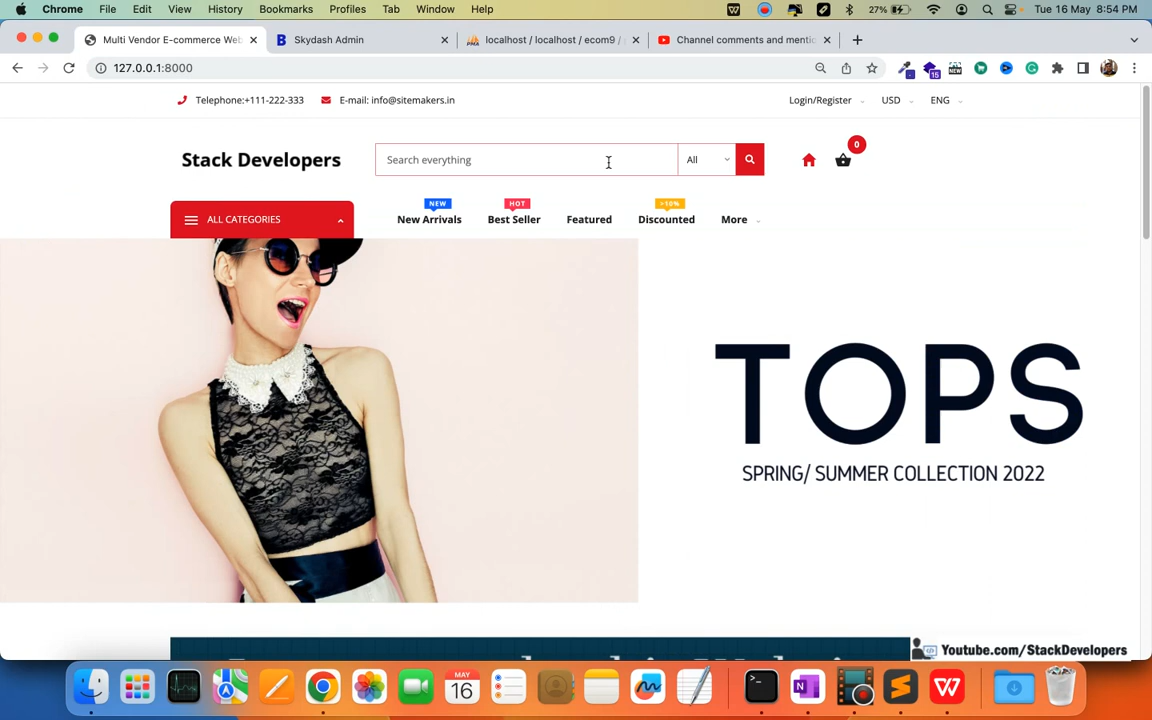 Chrome File Edit View History Bookmarks Profiles Tab Window Help 27% Tue 16 May 8:54 PM
Multi Vendor E-commerce Web
Skydash Admin
localhost / localhost / ecom9 /
Channel comments and mentio
127.0.0.1:8000
15
NEW
Telephone:+111-222-333
E-mail: info@sitemakers.in
Login/Register
USD
ENG
Stack Developers
Search everything
All
0
ALL CATEGORIES
NEW
New Arrivals
HOT
Best Seller
Featured
>10%
Discounted
More
TOPS
SPRING/ SUMMER COLLECTION 2022
Youtube.com/StackDevelopers
MAY
16